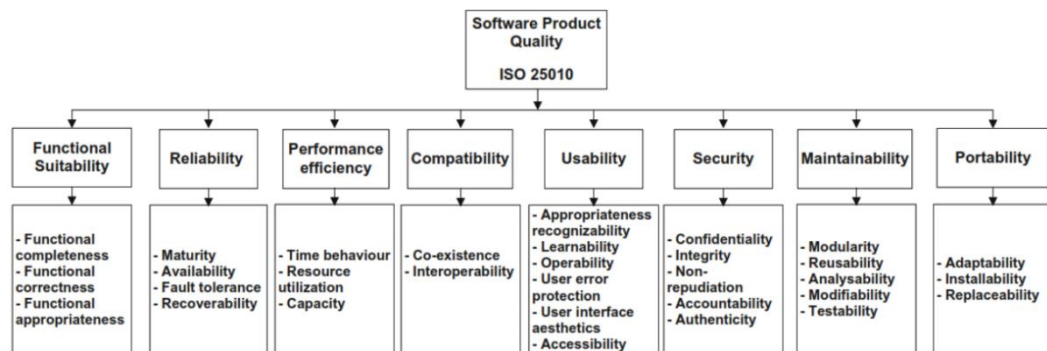 Software Product
Quality
ISO 25010
Functional
Suitability
Reliability
Performance
efficiency
Compatibility
Usability
Security
Maintainability
Portability
- Functional
completeness
- Functional
correctness
- Functional
appropriateness
- Maturity
- Availability
- Fault tolerance
- Recoverability
- Time behaviour
- Resource
utilization
- Capacity
- Co-existence
- Interoperability
- Appropriateness
recognizability
- Learnability
- Operability
- User error
protection
- User interface
aesthetics
- Accessibility
- Confidentiality
- Integrity
- Non-
repudiation
- Accountability
- Authenticity
- Modularity
- Reusability
- Analysability
- Modifiability
- Testability
- Adaptability
- Installability
- Replaceability